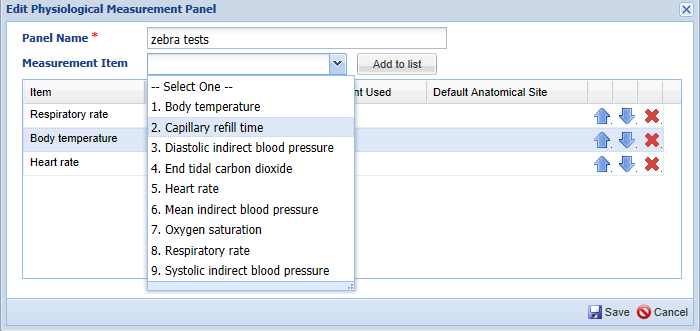 Edit Physiological Measurement Panel
Panel Name * zebra tests
Measurement Item Add to list
-- Select One --
1. Body temperature
2. Capillary refill time
3. Diastolic indirect blood pressure
4. End tidal carbon dioxide
5. Heart rate
6. Mean indirect blood pressure
7. Oxygen saturation
8. Respiratory rate
9. Systolic indirect blood pressure
Item Used Default Anatomical Site
Respiratory rate
Body temperature
Heart rate
Save Cancel